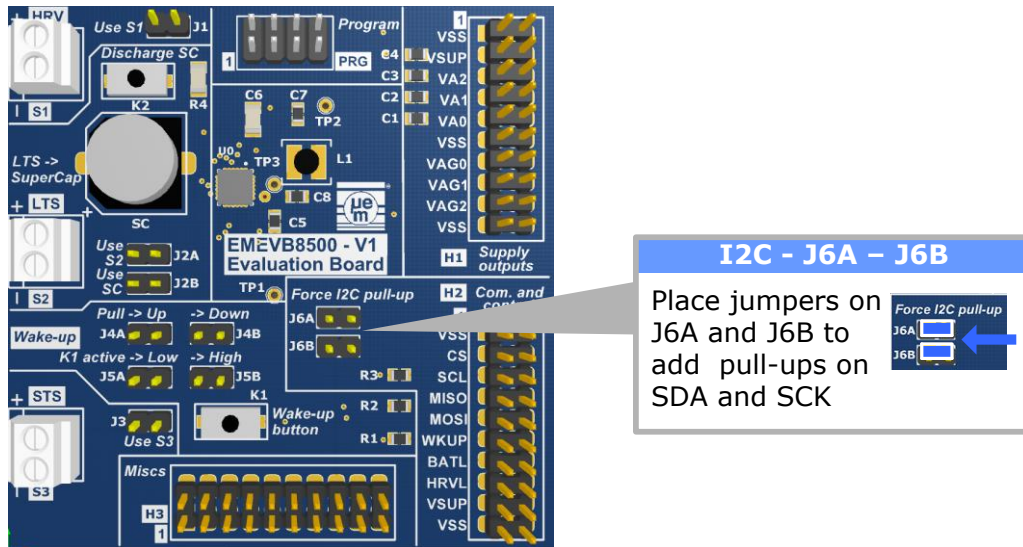 + HRV
Use S1
J1
Program
1
PRG
1
VSS
VSUP
VA2
VA1
VA0
VSS
VAG0
VAG1
VAG2
VSS
H1
Supply
outputs
C4
C3
C2
C1
- S1
Discharge SC
K2
R4
C6
C7
TP2
U0
TP3
L1
C8
C5
μem
LTS ->
SuperCap
+ LTS
+
SC
EMEVB8500 - V1
Evaluation Board
Use
S2
J2A
Use
SC
J2B
- S2
TP1
Force I2C pull-up
J6A
J6B
H2
Com. and
VSS
CS
SCL
MISO
MOSI
WKUP
BATL
HRVL
VSUP
VSS
Wake-up
Pull -> Up
-> Down
J4A
J4B
K1 active -> Low
-> High
J5A
J5B
R3
R2
R1
+ STS
J3
Use S3
K1
Wake-up
button
- S3
Miscs
H3
1
I2C - J6A – J6B
Place jumpers on
J6A and J6B to
add pull-ups on
SDA and SCK
Force I2C pull-up
J6A
J6B